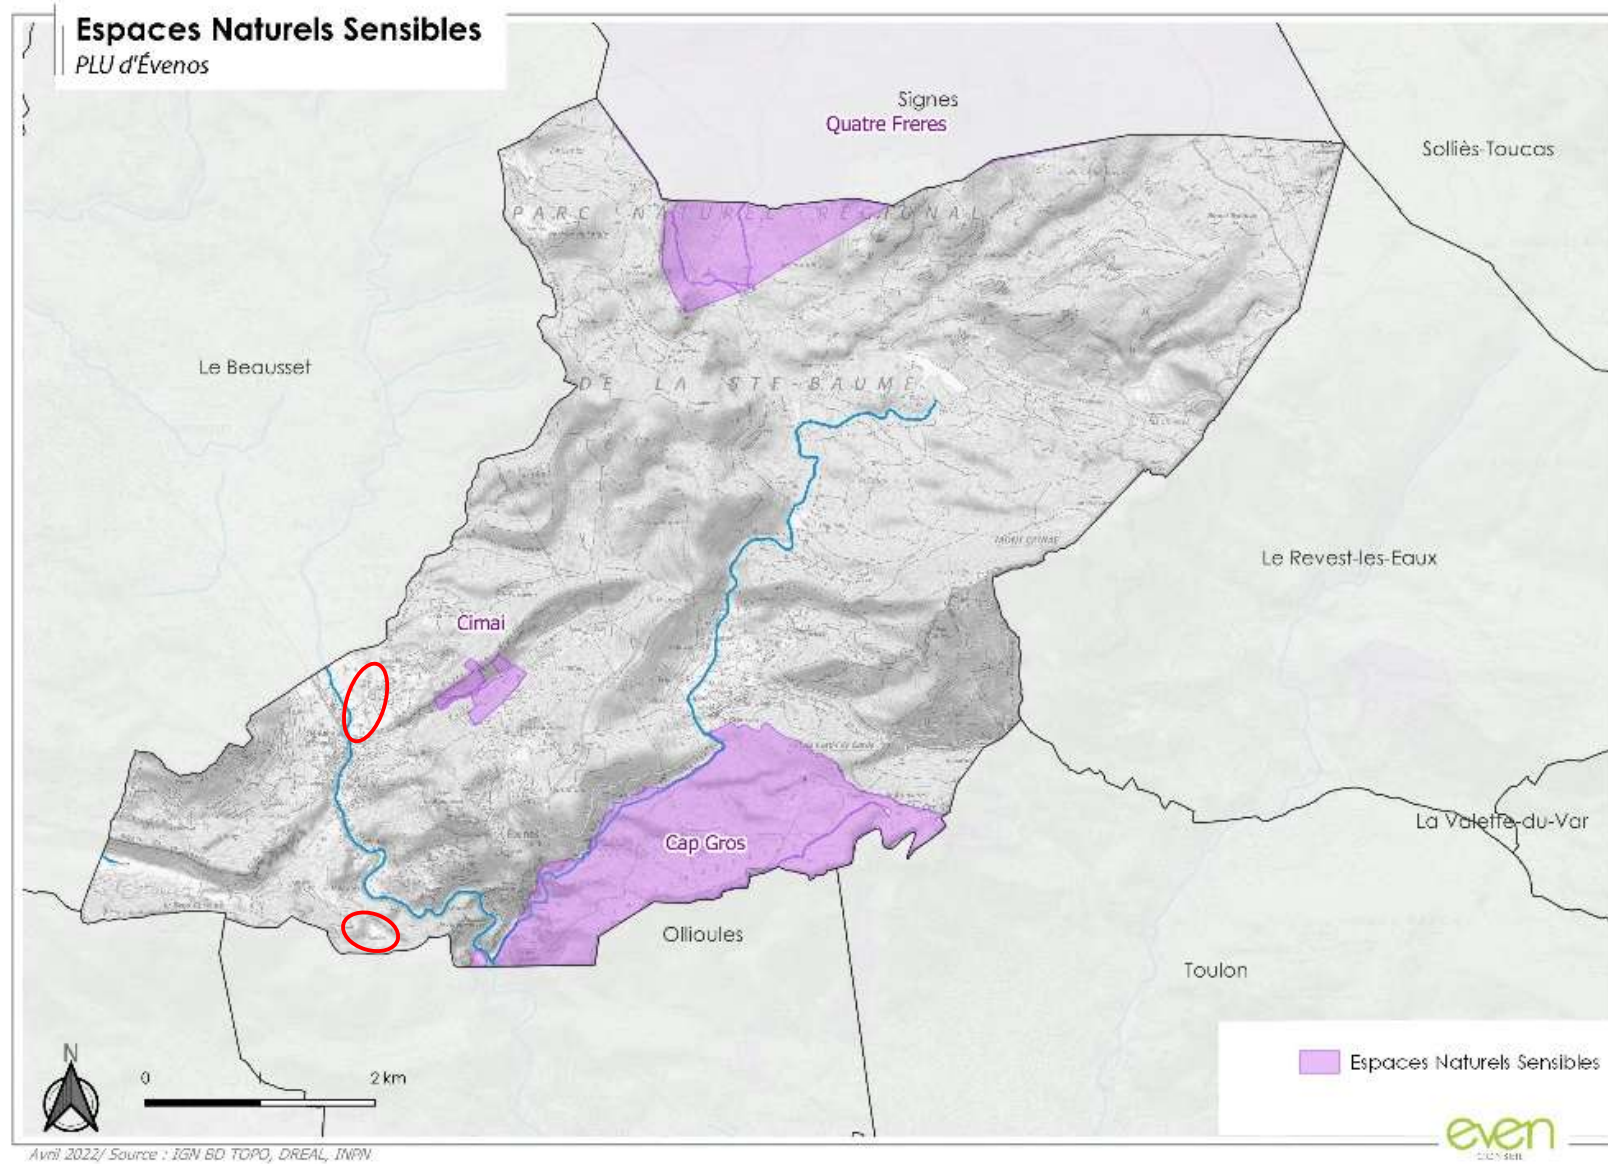 Espaces Naturels Sensibles
PLU d'Évenos
Signes
Quatre Freres
Solliès-Toucas
PARC NATUREL RÉGIONAL
Le Beausset
DE LA STE-BAUME
Le Revest-les-Eaux
Cimai
La Valette-du-Var
Cap Gros
Ollioules
Toulon
N
0 2 km
Espaces Naturels Sensibles
even
CONSEIL
Avril 2022/ Source : IGN BD TOPO, DREAL, INPN